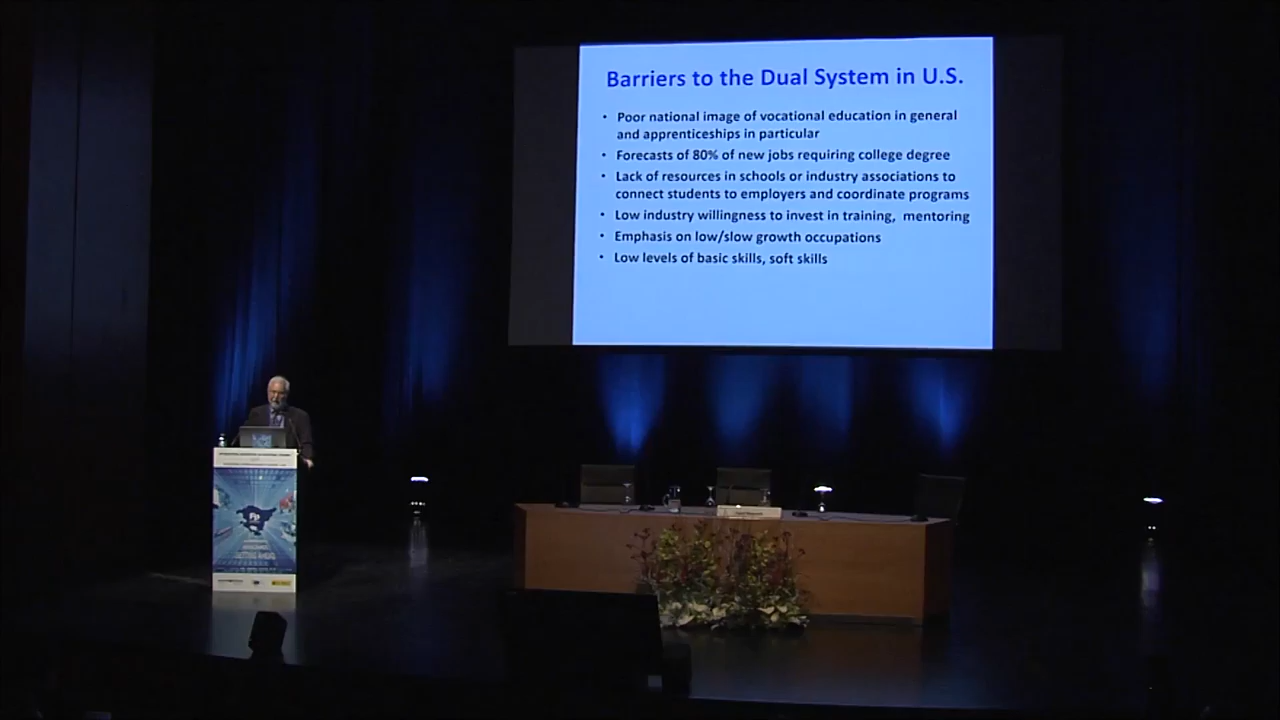 Barriers to the Dual System in U.S.
• Poor national image of vocational education in general
and apprenticeships in particular
• Forecasts of 80% of new jobs requiring college degree
• Lack of resources in schools or industry associations to
connect students to employers and coordinate programs
• Low industry willingness to invest in training, mentoring
• Emphasis on low/slow growth occupations
• Low levels of basic skills, soft skills
GETTING AHEAD